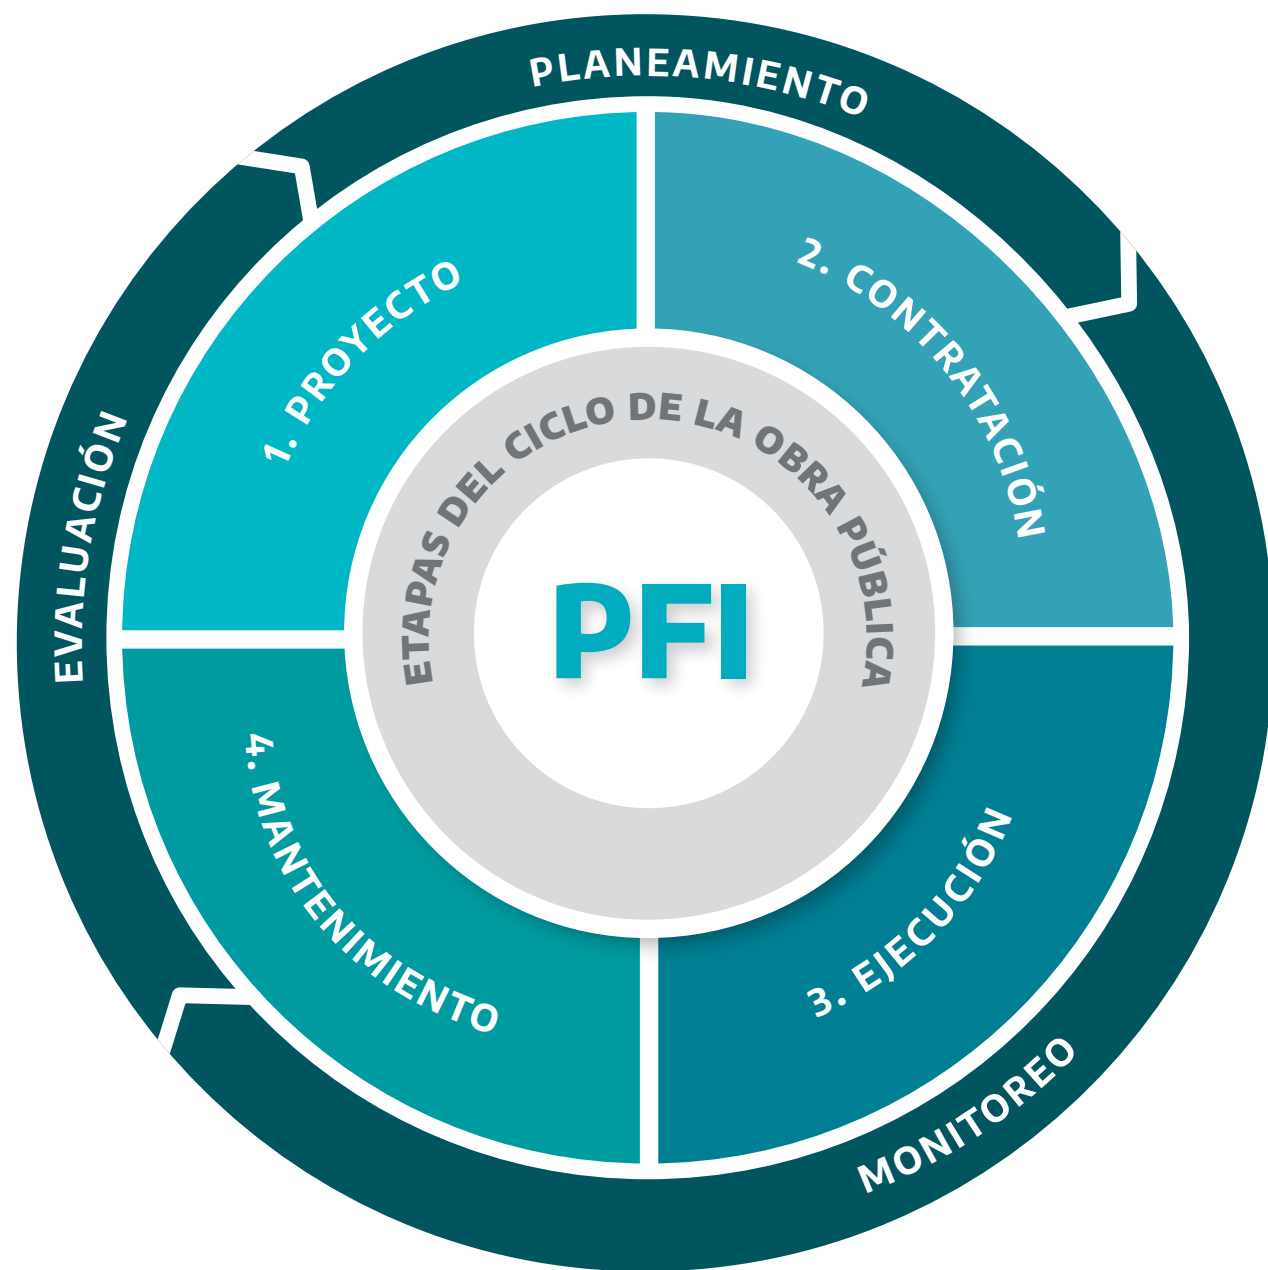 PLANEAMIENTO
EVALUACIÓN
MONITOREO
1. PROYECTO
2. CONTRATACIÓN
3. EJECUCIÓN
4. MANTENIMIENTO
ETAPAS DEL CICLO DE LA OBRA PÚBLICA
PFI